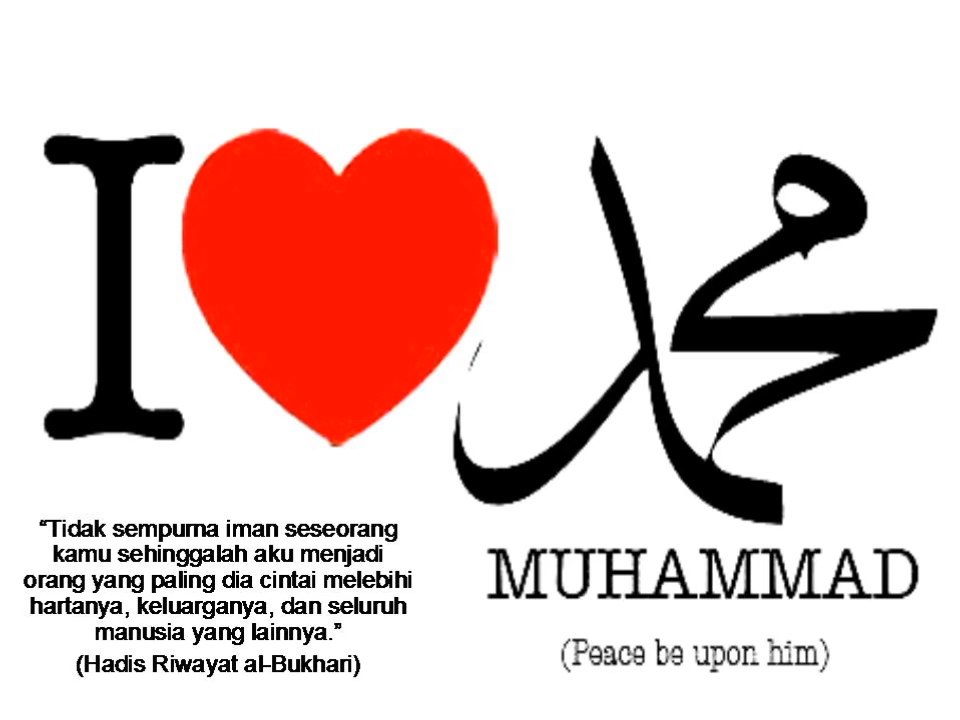 I
محمد
"Tidak sempurna iman seseorang
kamu sehinggalah aku menjadi
orang yang paling dia cintai melebihi
hartanya, keluarganya, dan seluruh
manusia yang lainnya."
(Hadis Riwayat al-Bukhari)
MUHAMMAD
(Peace be upon him)